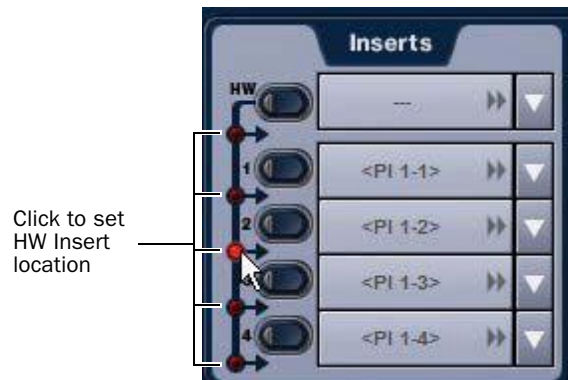 Inserts
HW
---
1
<PI 1-1>
2
<PI 1-2>
3
<PI 1-3>
4
<PI 1-4>
Click to set
HW Insert
location